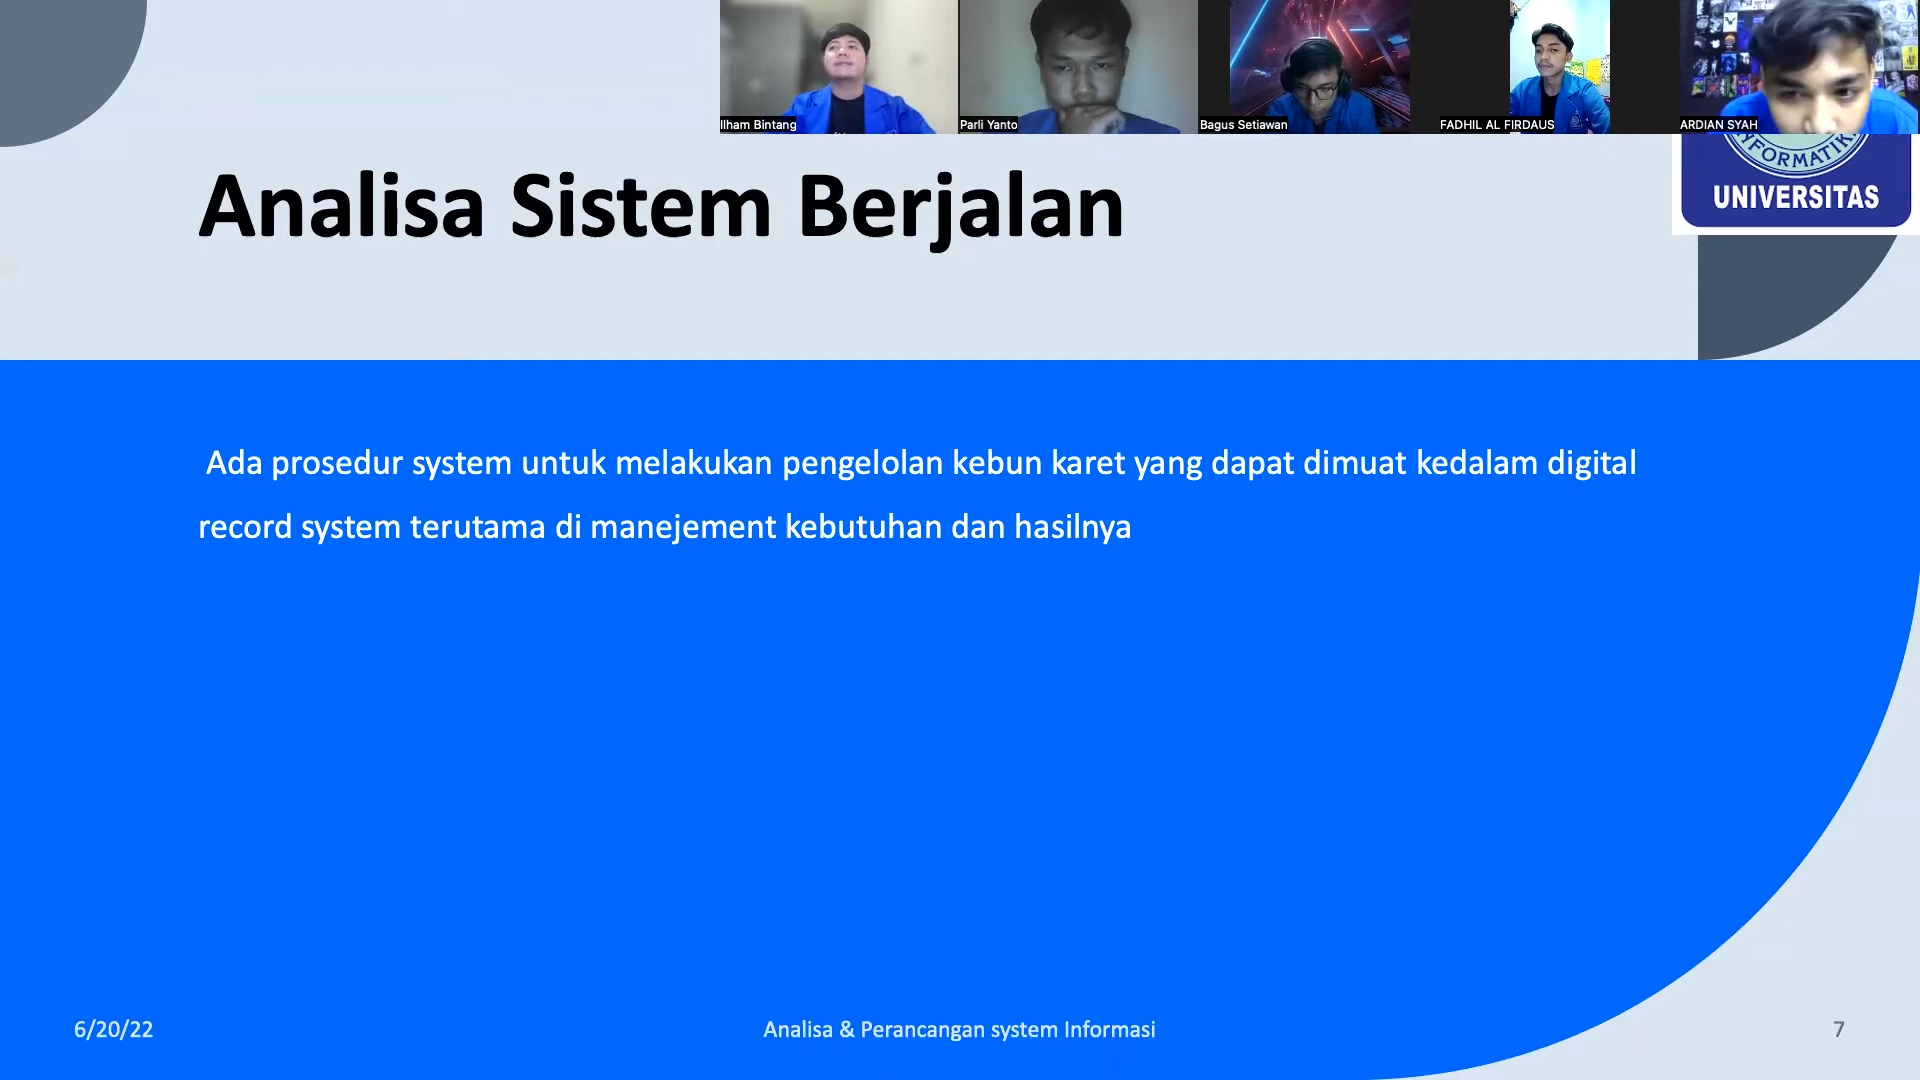 Ilham Bintang
Parli Yanto
Bagus Setiawan
FADHIL AL FIRDAUS
ARDIAN SYAH
UNIVERSITAS
Analisa Sistem Berjalan
Ada prosedur system untuk melakukan pengelolan kebun karet yang dapat dimuat kedalam digital
record system terutama di manejement kebutuhan dan hasilnya
6/20/22
Analisa & Perancangan system Informasi
7